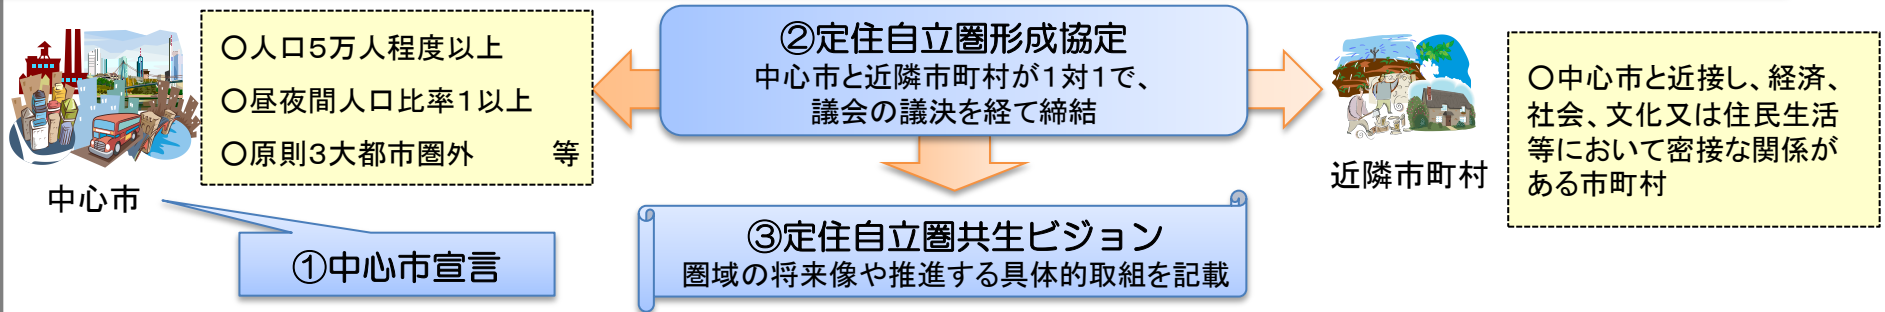 中心市
○人口5万人程度以上
○昼夜間人口比率1以上
○原則3大都市圏外　等
①中心市宣言
②定住自立圏形成協定
中心市と近隣市町村が1対1で、
議会の議決を経て締結
③定住自立圏共生ビジョン
圏域の将来像や推進する具体的取組を記載
近隣市町村
○中心市と近接し、経済、
社会、文化又は住民生活
等において密接な関係が
ある市町村